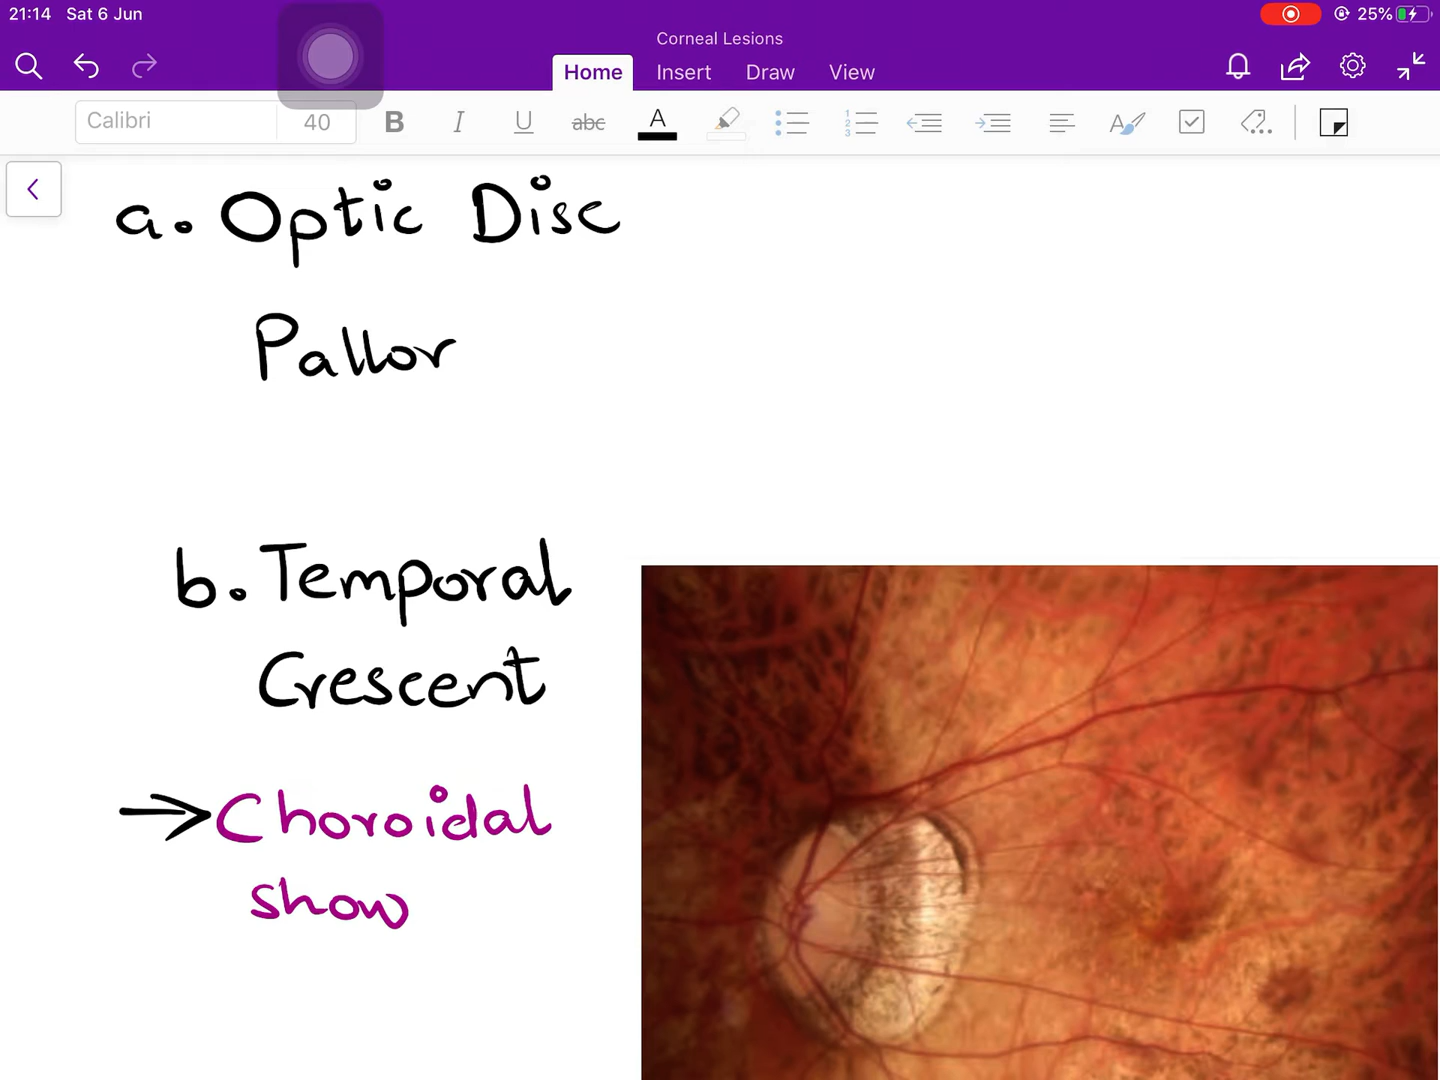 21:14 Sat 6 Jun
25%
Corneal Lesions
Home Insert Draw View
Calibri 40 B I U abc A
a. Optic Disc
Pallor
b. Temporal
Crescent
→ Choroidal
show